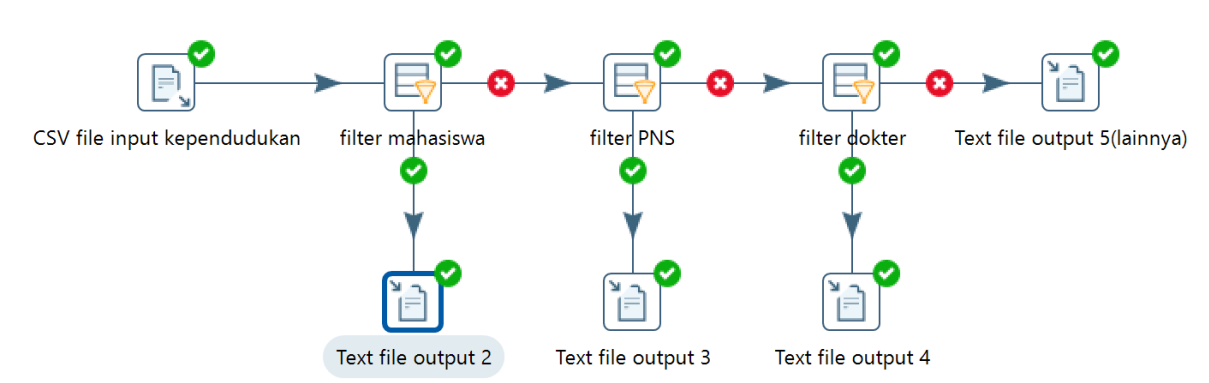 CSV file input kependudukan
filter mahasiswa
filter PNS
filter dokter
Text file output 5(lainnya)
Text file output 2
Text file output 3
Text file output 4